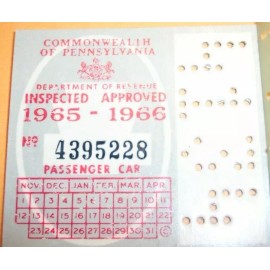 COMMONWEALTH
OF PENNSYLVANIA
DEPARTMENT OF REVENUE
INSPECTED APPROVED
1965 - 1966
Nº 4395228
PASSENGER CAR
NOV. DEC. JAN. FEB. MAR. APR.
1 2 3 4 5 6 7 8 9 10 11
12 13 14 15 16 17 18 19 20 21 22
23 24 25 26 27 28 29 30 31 C